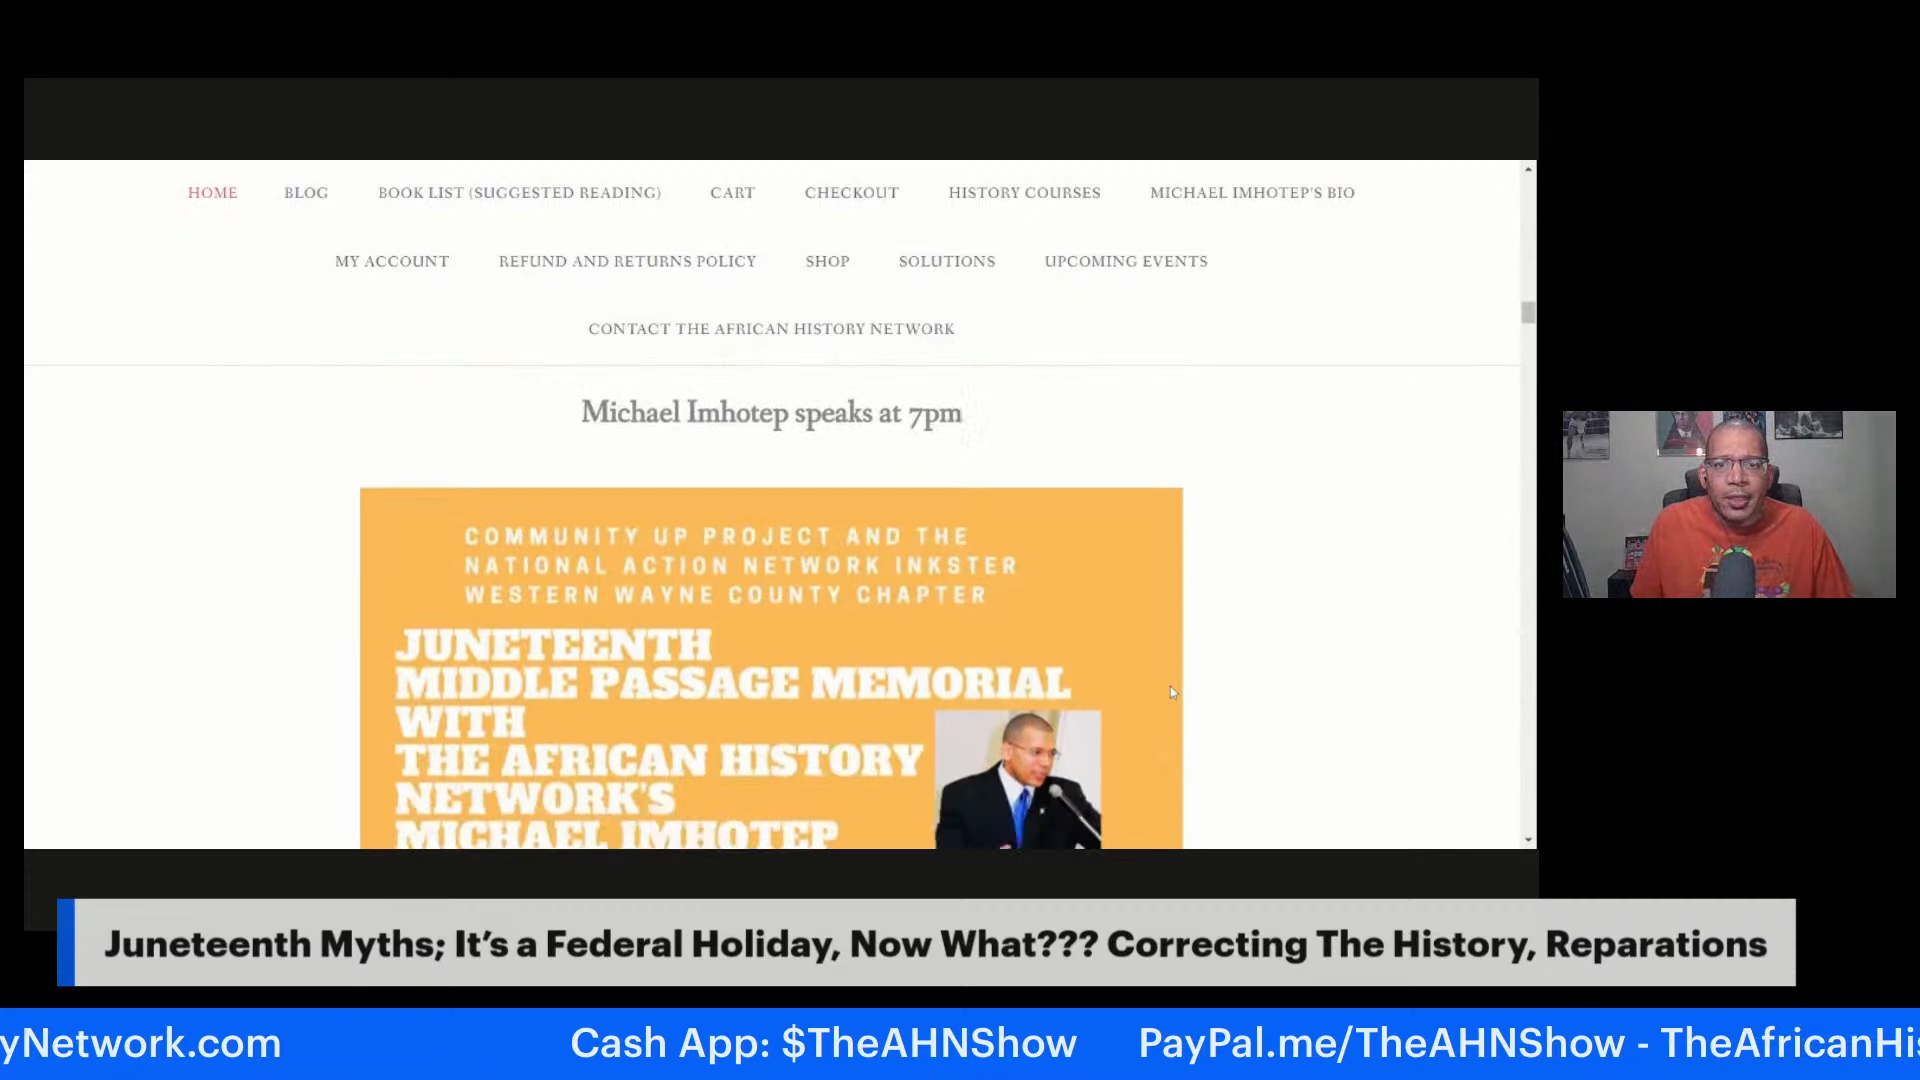 HOME BLOG BOOK LIST (SUGGESTED READING) CART CHECKOUT HISTORY COURSES MICHAEL IMHOTEP'S BIO
MY ACCOUNT REFUND AND RETURNS POLICY SHOP SOLUTIONS UPCOMING EVENTS
CONTACT THE AFRICAN HISTORY NETWORK
Michael Imhotep speaks at 7pm
COMMUNITY UP PROJECT AND THE
NATIONAL ACTION NETWORK INKSTER
WESTERN WAYNE COUNTY CHAPTER
JUNETEENTH
MIDDLE PASSAGE MEMORIAL
WITH
THE AFRICAN HISTORY
NETWORK'S
MICHAEL IMHOTEP
Juneteenth Myths; It's a Federal Holiday, Now What??? Correcting The History, Reparations
yNetwork.com Cash App: $TheAHNShow PayPal.me/TheAHNShow - TheAfricanHis